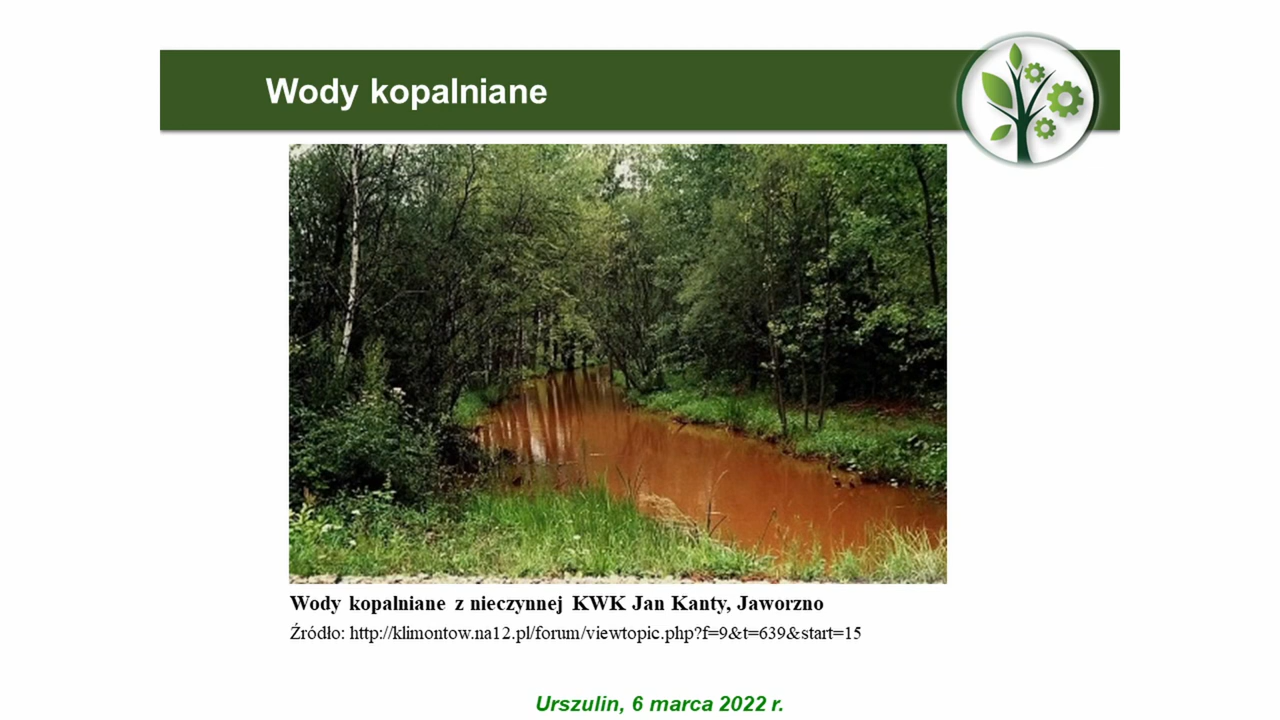 Wody kopalniane
Wody kopalniane z nieczynnej KWK Jan Kanty, Jaworzno
Źródło: http://klimontow.na12.pl/forum/viewtopic.php?f=9&t=639&start=15
Urszulin, 6 marca 2022 r.